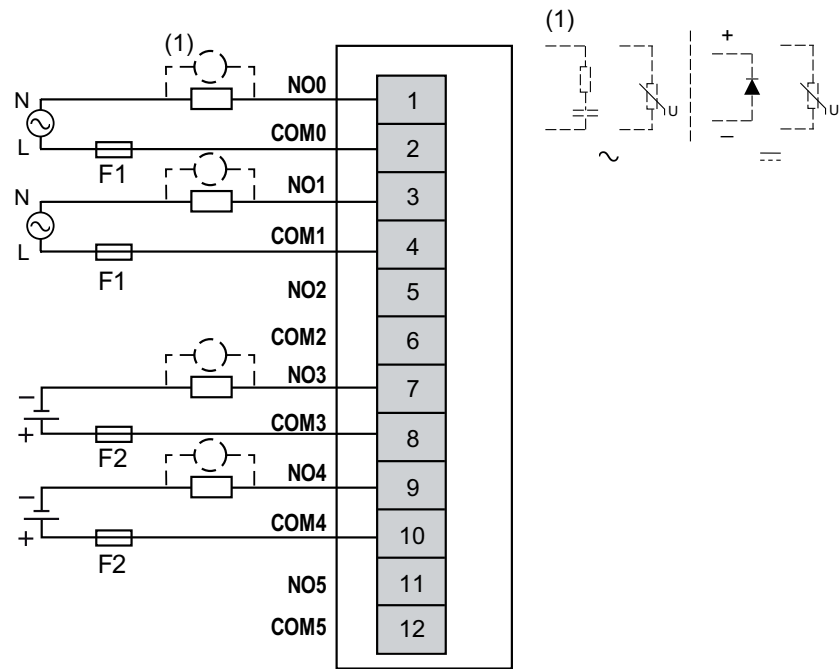 (1)
N
L
F1
NO0
1
COM0
2
N
L
F1
NO1
3
COM1
4
NO2
5
COM2
6
NO3
7
−
+
F2
COM3
8
NO4
9
−
+
F2
COM4
10
NO5
11
COM5
12
(1)
U
+
−
U